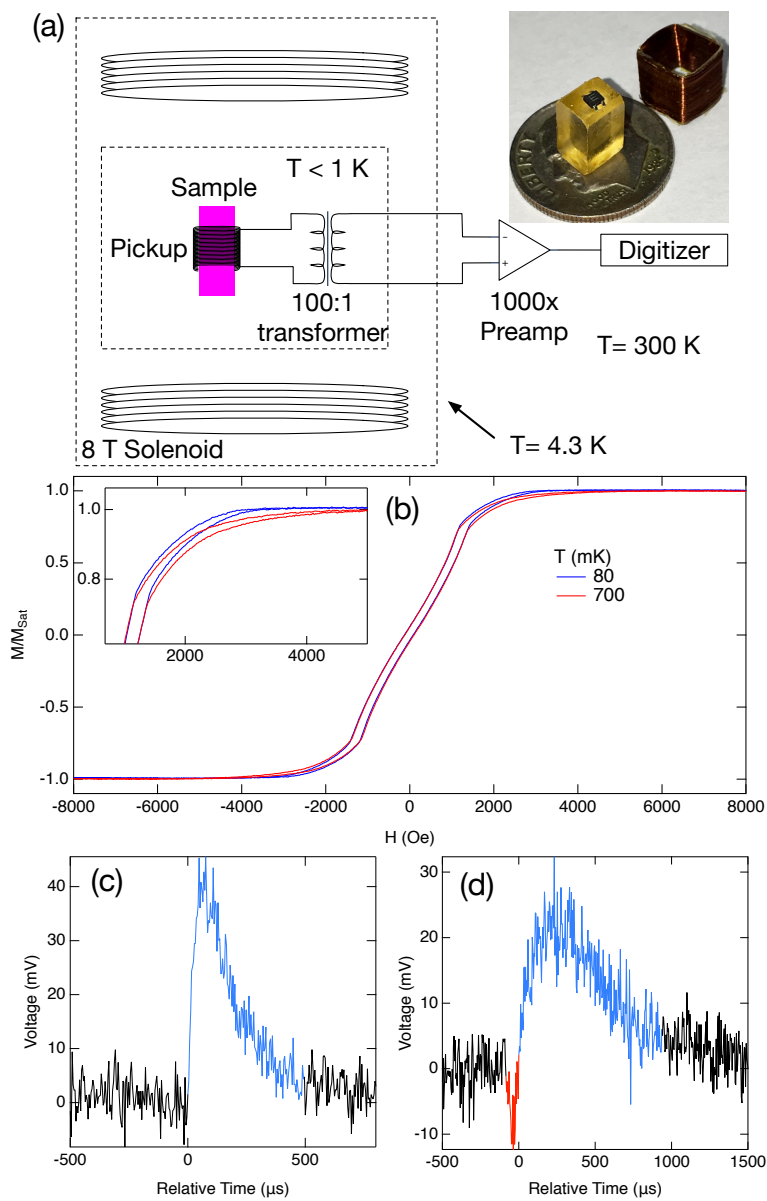 (a)
T < 1 K
Sample
Pickup
100:1
transformer
-
+
1000x
Preamp
Digitizer
T= 300 K
8 T Solenoid
T= 4.3 K
LIBERTY
(b)
1.0
0.5
0.0
-0.5
-1.0
M/MSat
1.0
0.8
2000
4000
T (mK)
80
700
-8000
-6000
-4000
-2000
0
2000
4000
6000
8000
H (Oe)
(c)
40
30
20
10
0
Voltage (mV)
-500
0
500
Relative Time (µs)
(d)
30
20
10
0
-10
Voltage (mV)
-500
0
500
1000
1500
Relative Time (µs)